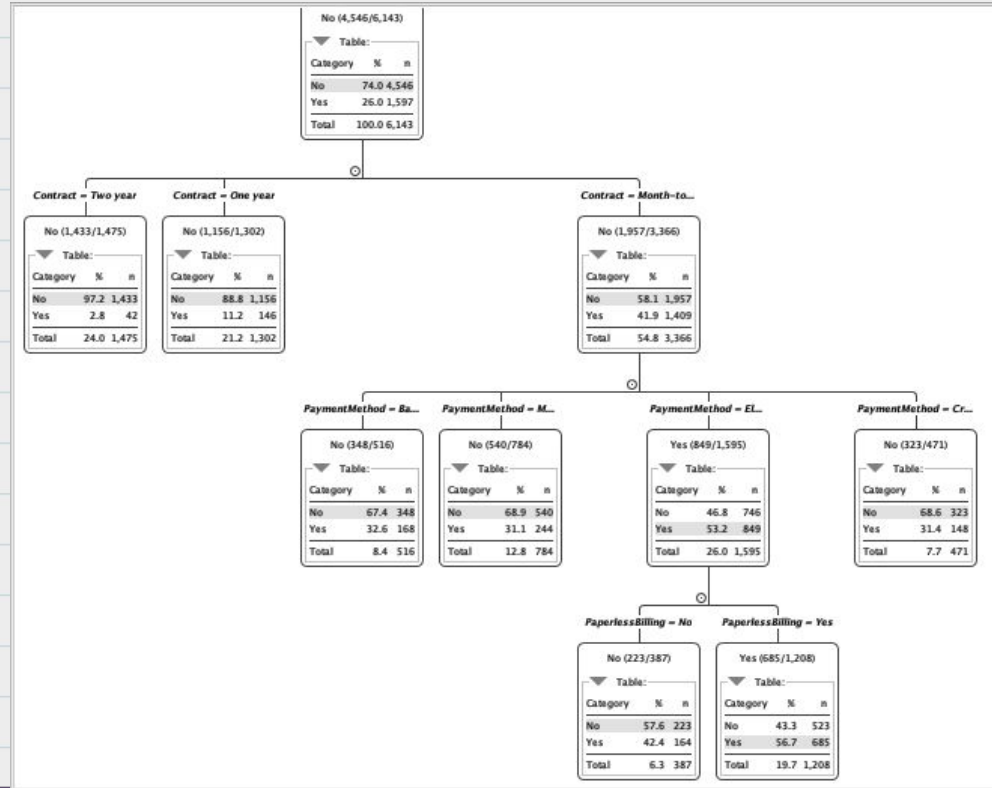 No (4,546/6,143)
Table:
Category % n
No 74.0 4,546
Yes 26.0 1,597
Total 100.0 6,143
Contract = Two year
No (1,433/1,475)
Table:
Category % n
No 97.2 1,433
Yes 2.8 42
Total 24.0 1,475
Contract = One year
No (1,156/1,302)
Table:
Category % n
No 88.8 1,156
Yes 11.2 146
Total 21.2 1,302
Contract = Month-to...
No (1,957/3,366)
Table:
Category % n
No 58.1 1,957
Yes 41.9 1,409
Total 54.8 3,366
PaymentMethod = Ba...
No (348/516)
Table:
Category % n
No 67.4 348
Yes 32.6 168
Total 8.4 516
PaymentMethod = M...
No (540/784)
Table:
Category % n
No 68.9 540
Yes 31.1 244
Total 12.8 784
PaymentMethod = El...
Yes (849/1,595)
Table:
Category % n
No 46.8 746
Yes 53.2 849
Total 26.0 1,595
PaymentMethod = Cr...
No (323/471)
Table:
Category % n
No 68.6 323
Yes 31.4 148
Total 7.7 471
PaperlessBilling = No
No (223/387)
Table:
Category % n
No 57.6 223
Yes 42.4 164
Total 6.3 387
PaperlessBilling = Yes
Yes (685/1,208)
Table:
Category % n
No 43.3 523
Yes 56.7 685
Total 19.7 1,208